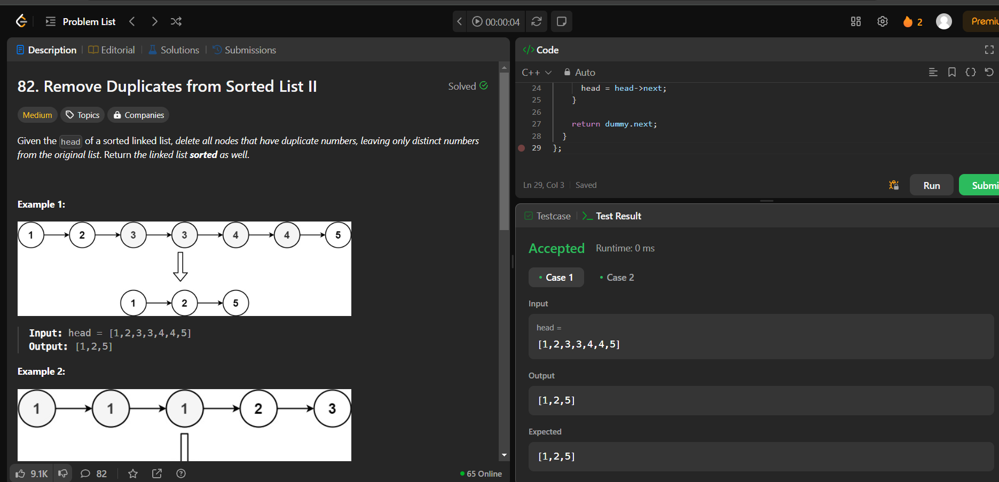 Problem List
00:00:04
2
Premiu
Description
Editorial
Solutions
Submissions
82. Remove Duplicates from Sorted List II
Solved
Medium
Topics
Companies
Given the head of a sorted linked list, delete all nodes that have duplicate numbers, leaving only distinct numbers
from the original list. Return the linked list sorted as well.
Example 1:
1 2 3 3 4 4 5
1 2 5
Input: head = [1,2,3,3,4,4,5]
Output: [1,2,5]
Example 2:
1 1 1 2 3
9.1K
82
65 Online
</>Code
C++
Auto
24 head = head->next;
25 }
26
27 return dummy.next;
28 }
29 };
Ln 29, Col 3
Saved
Run
Submi
Testcase
Test Result
Accepted
Runtime: 0 ms
Case 1
Case 2
Input
head =
[1,2,3,3,4,4,5]
Output
[1,2,5]
Expected
[1,2,5]